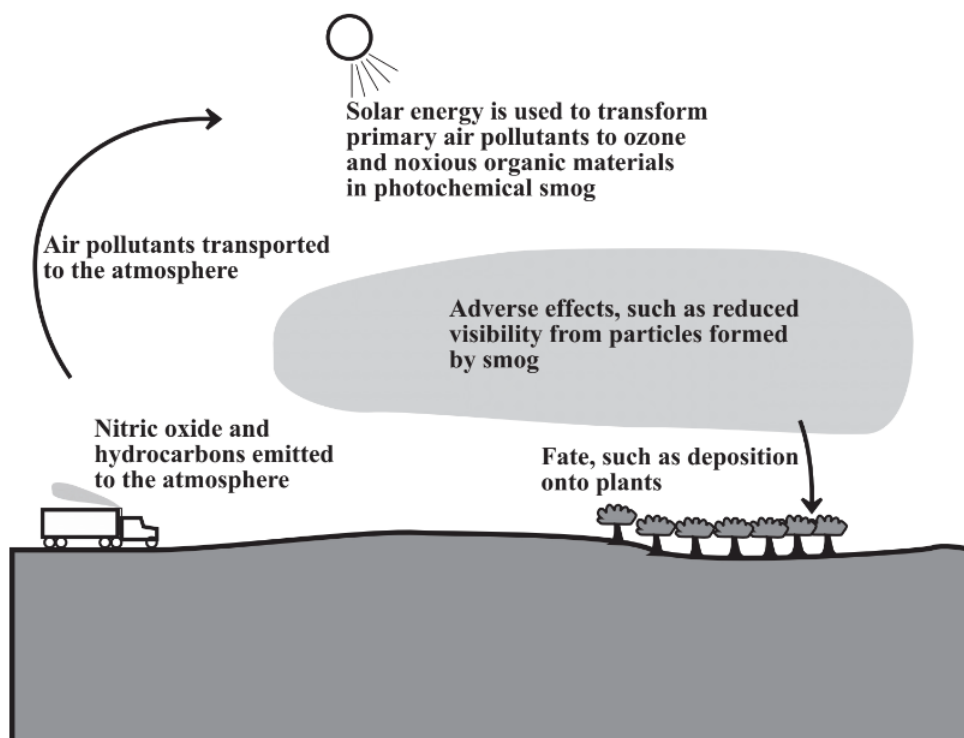 Solar energy is used to transform
primary air pollutants to ozone
and noxious organic materials
in photochemical smog
Air pollutants transported
to the atmosphere
Adverse effects, such as reduced
visibility from particles formed
by smog
Nitric oxide and
hydrocarbons emitted
to the atmosphere
Fate, such as deposition
onto plants